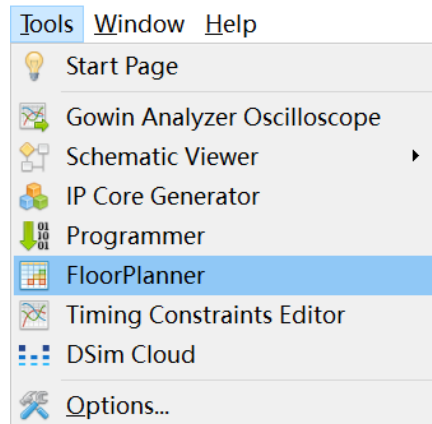 Tools Window Help
Start Page
Gowin Analyzer Oscilloscope
Schematic Viewer
IP Core Generator
Programmer
FloorPlanner
Timing Constraints Editor
DSim Cloud
Options...